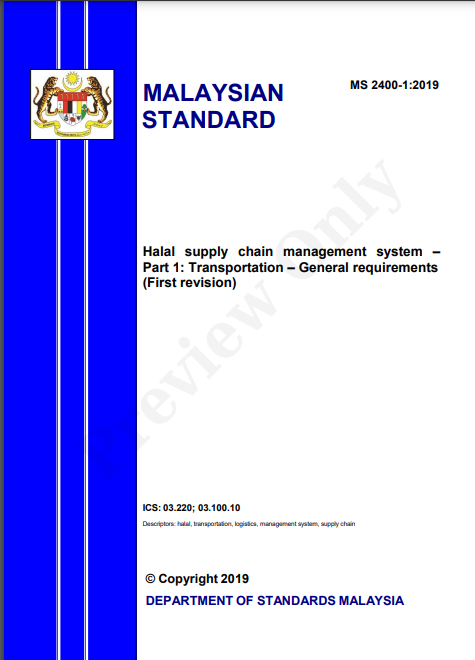 MALAYSIAN
STANDARD
MS 2400-1:2019
Halal supply chain management system –
Part 1: Transportation – General requirements
(First revision)
Preview Only
ICS: 03.220; 03.100.10
Descriptors: halal, transportation, logistics, management system, supply chain
© Copyright 2019
DEPARTMENT OF STANDARDS MALAYSIA